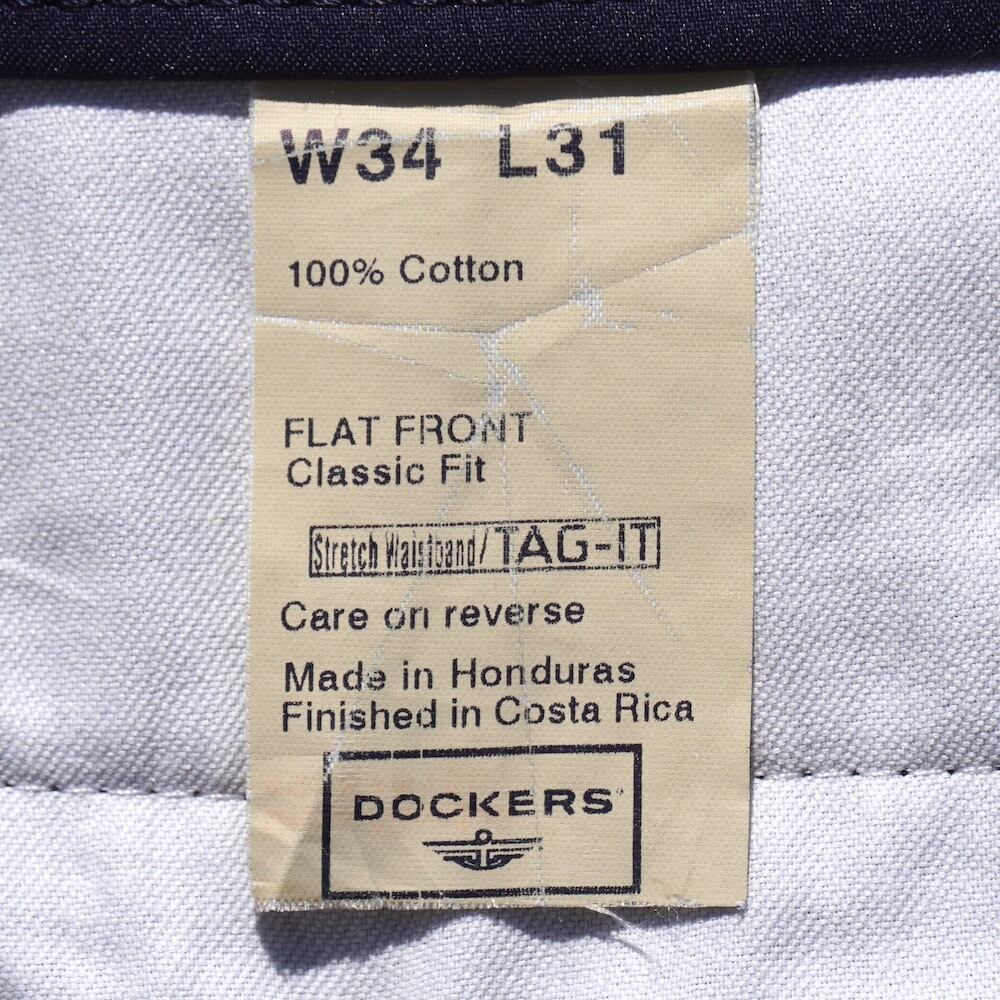 W34 L31
100% Cotton
FLAT FRONT
Classic Fit
Stretch Waistband/TAG-IT
Care on reverse
Made in Honduras
Finished in Costa Rica
DOCKERS®